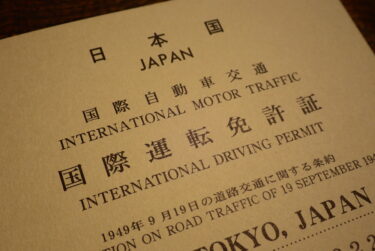 日本国
JAPAN
国際自動車交通
INTERNATIONAL MOTOR TRAFFIC
国際運転免許証
INTERNATIONAL DRIVING PERMIT
1949年9月19日の道路交通に関する条約
ON ROAD TRAFFIC OF 19 SEPTEMBER
TOKYO, JAPAN